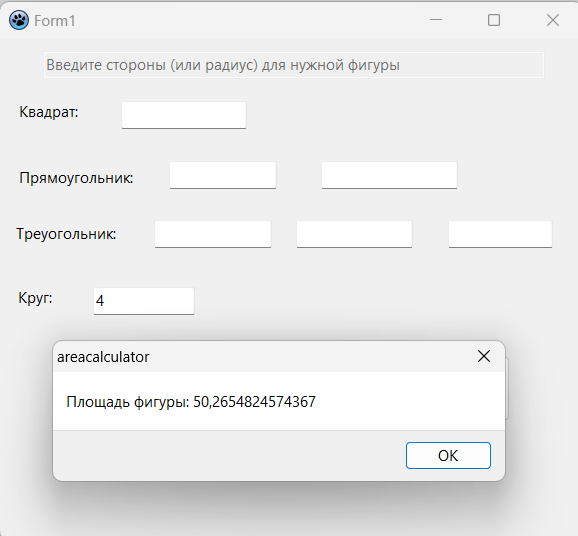 Form1
Введите стороны (или радиус) для нужной фигуры
Квадрат:
Прямоугольник:
Треугольник:
Круг: 4
areacalculator
Площадь фигуры: 50,2654824574367
OK